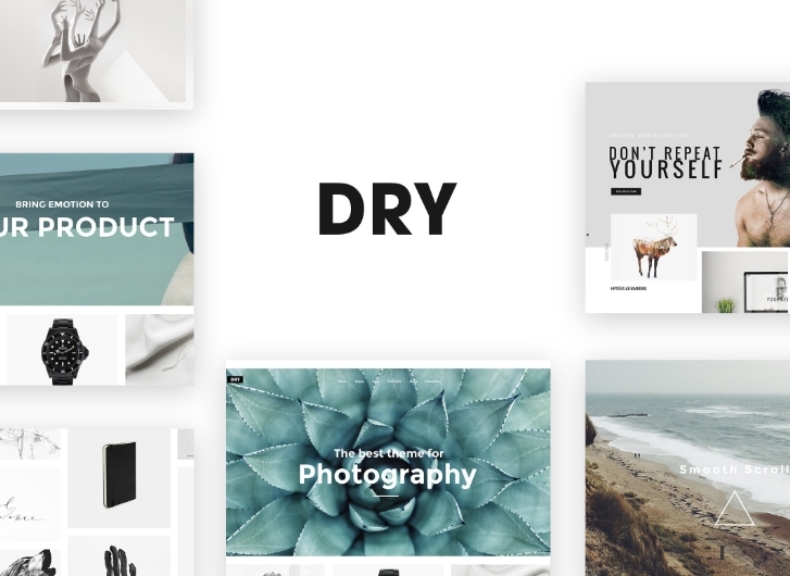 BRING EMOTION TO
UR PRODUCT
DRY
DON'T REPEAT
YOURSELF
DRY
The best theme for
Photography
Smooth Scroll